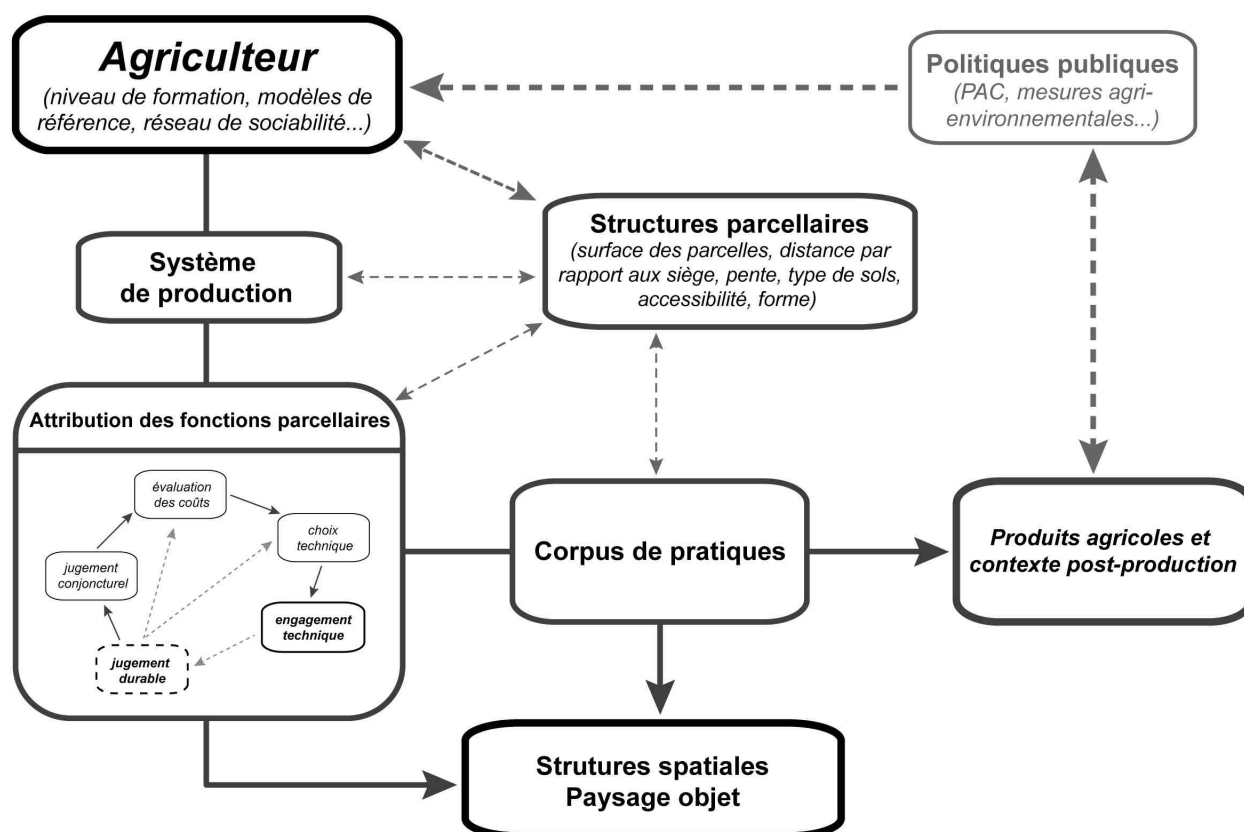 Agriculteur
(niveau de formation, modèles de
référence, réseau de sociabilité...)
Politiques publiques
(PAC, mesures agri-
environnementales...)
Structures parcellaires
(surface des parcelles, distance par
rapport aux siège, pente, type de sols,
accessibilité, forme)
Système
de production
Attribution des fonctions parcellaires
évaluation
des coûts
choix
technique
jugement
conjoncturel
engagement
technique
jugement
durable
Corpus de pratiques
Produits agricoles et
contexte post-production
Strutures spatiales
Paysage objet